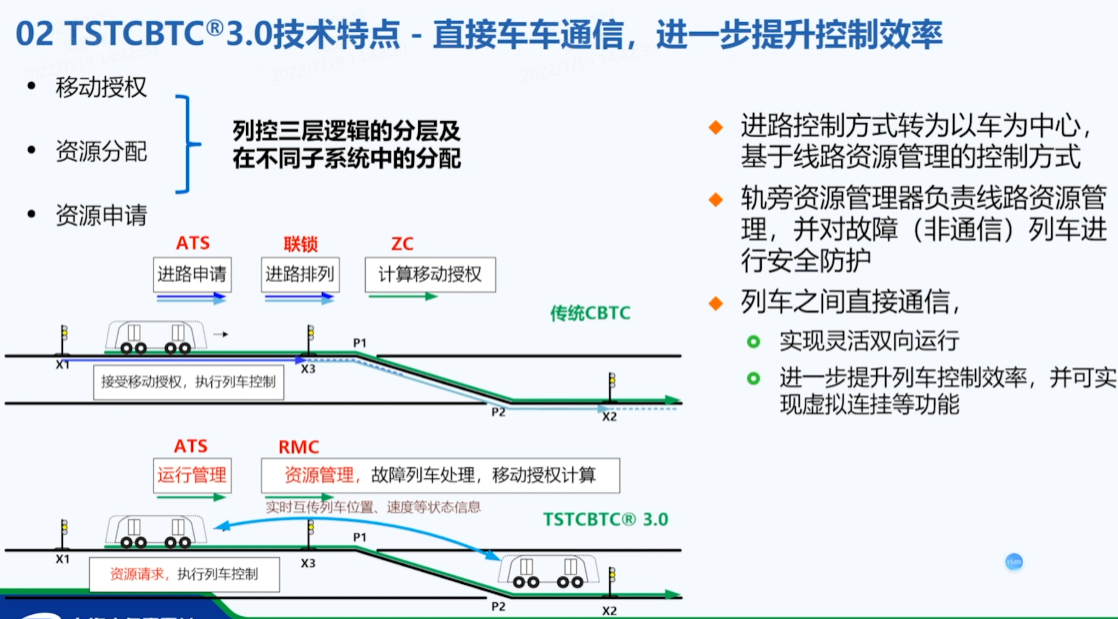 02 TSTCBTC®3.0技术特点 - 直接车车通信，进一步提升控制效率
• 移动授权
• 资源分配
• 资源申请
列控三层逻辑的分层及
在不同子系统中的分配
ATS
联锁
ZC
进路申请
进路排列
计算移动授权
传统CBTC
X1
接受移动授权，执行列车控制
X3
P1
P2
X2
ATS
RMC
运行管理
资源管理，故障列车处理，移动授权计算
实时互传列车位置、速度等状态信息
TSTCBTC® 3.0
X1
资源请求，执行列车控制
X3
P1
P2
X2
进路控制方式转为以车为中心，
基于线路资源管理的控制方式
轨旁资源管理器负责线路资源管
理，并对故障（非通信）列车进
行安全防护
列车之间直接通信，
实现灵活双向运行
进一步提升列车控制效率，并可实
现虚拟连挂等功能